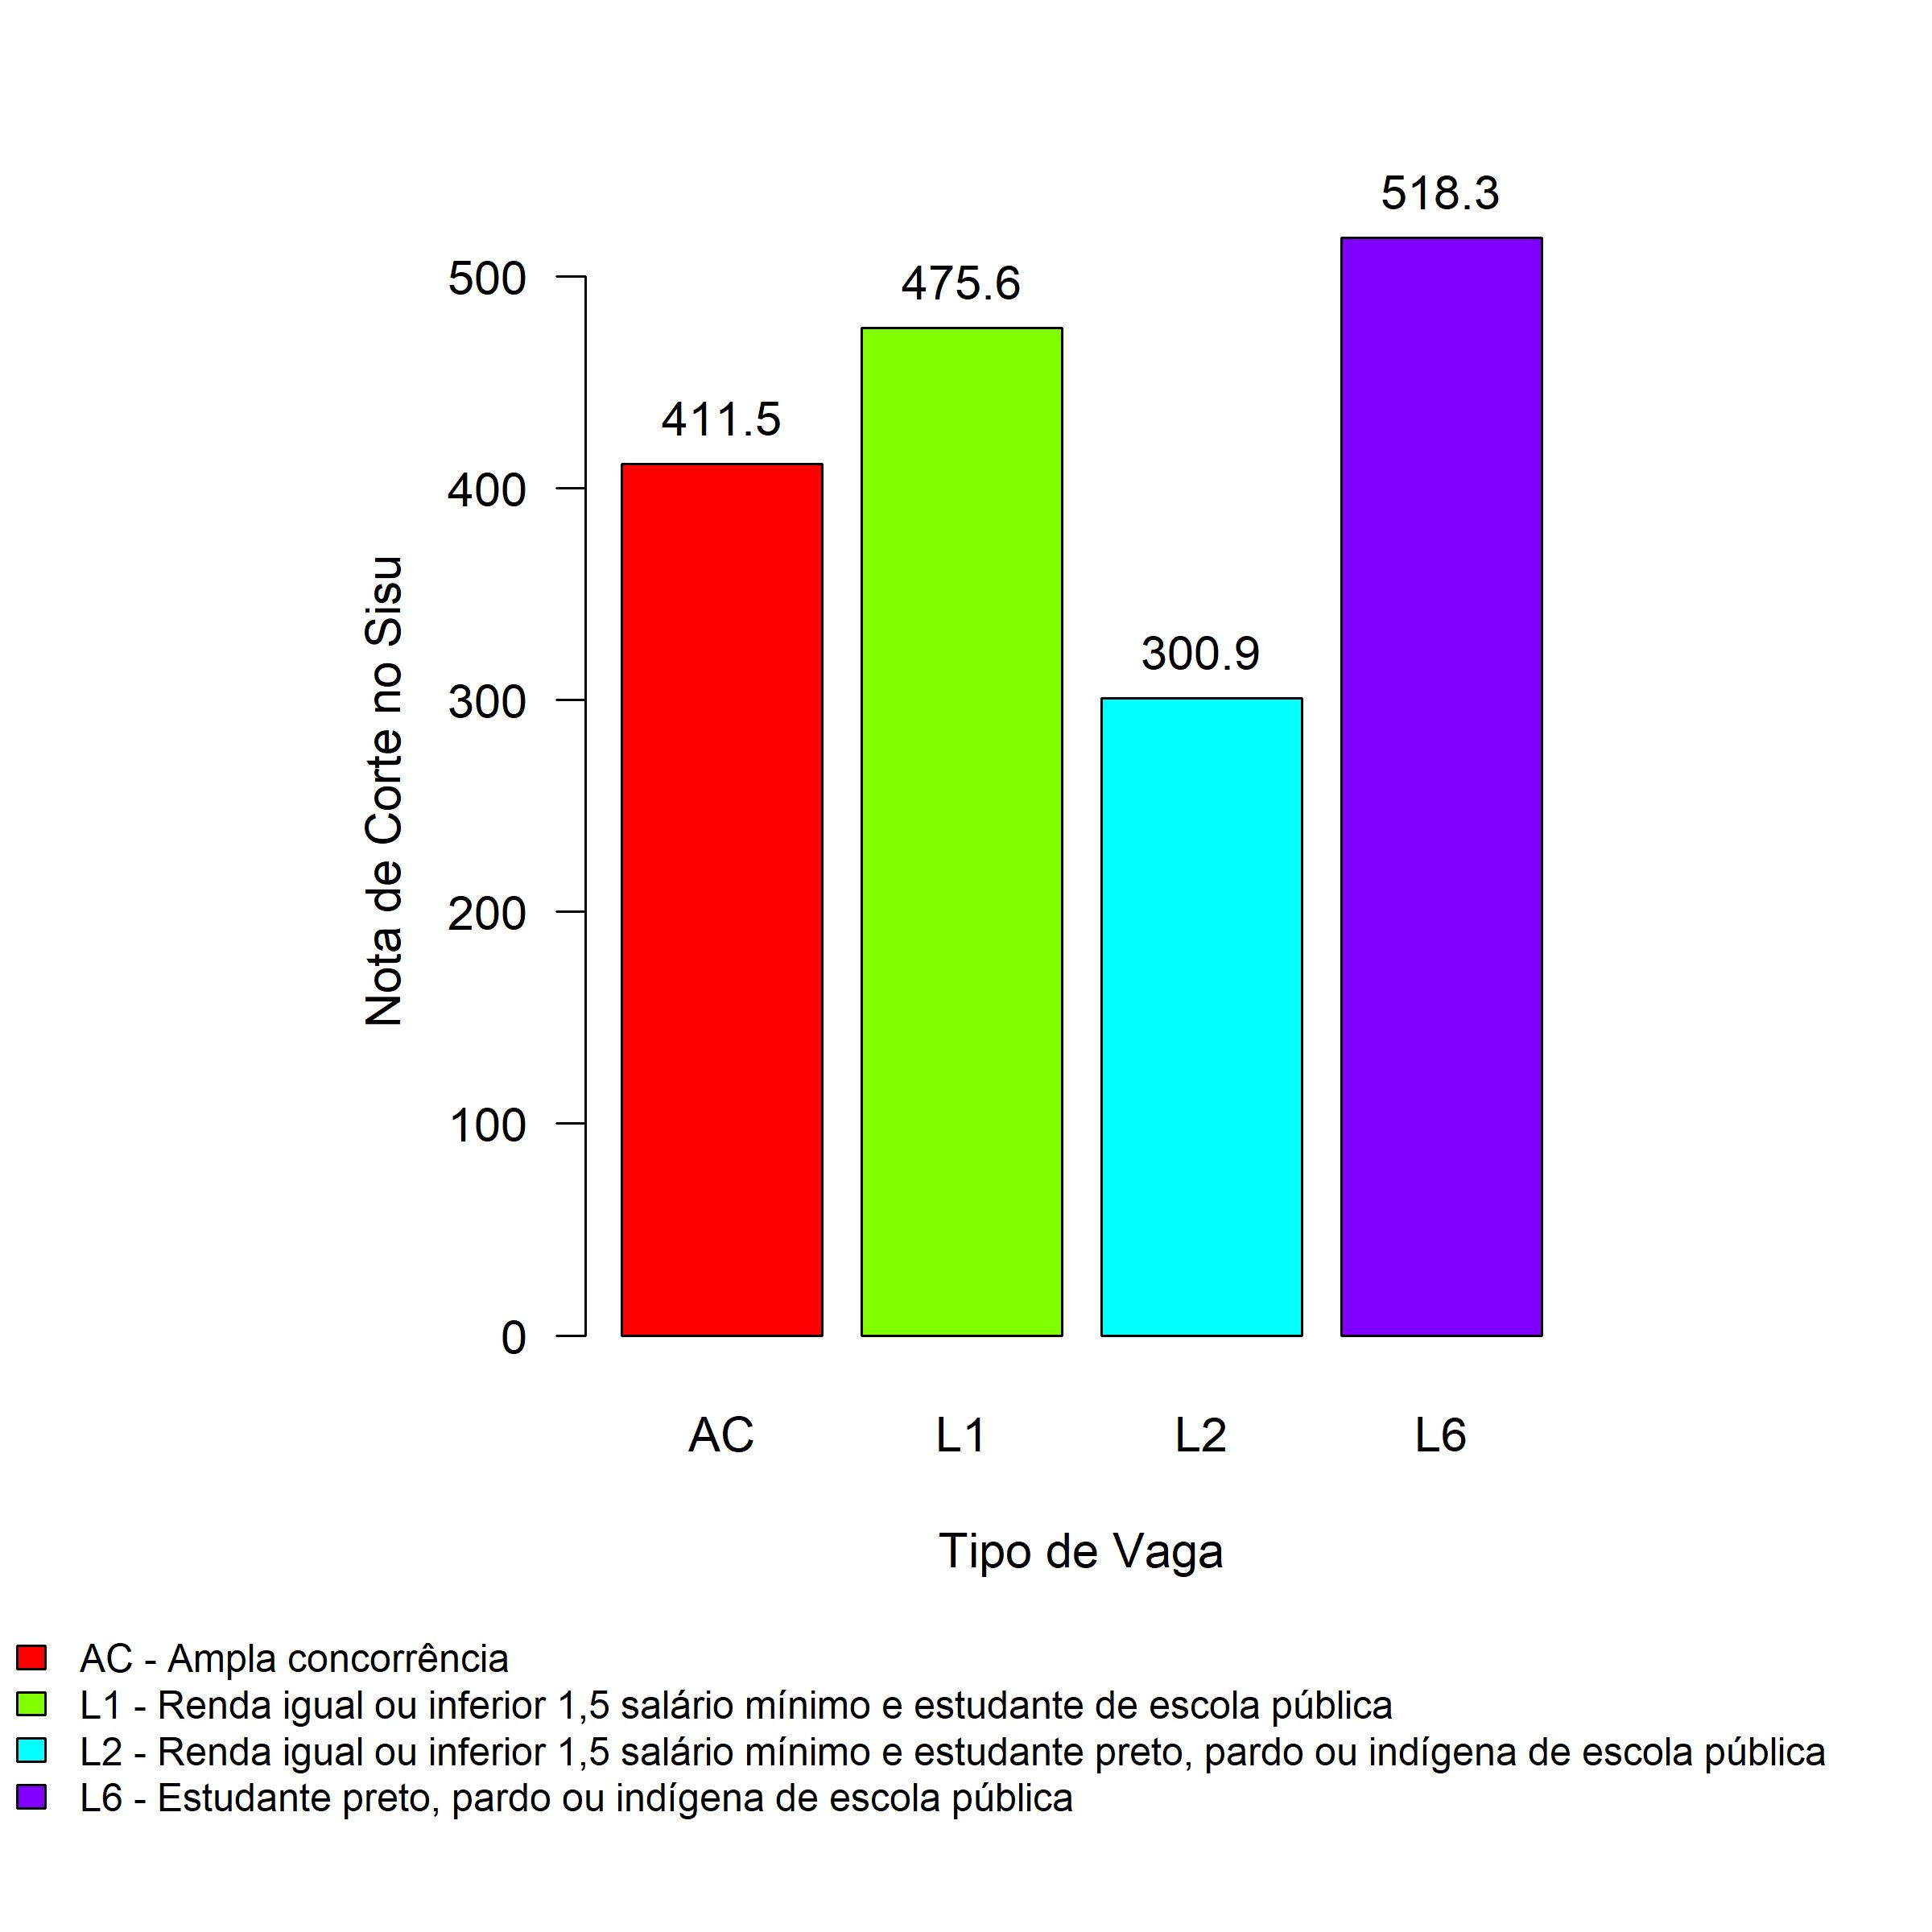 518.3
500
475.6
411.5
400
300.9
300
200
100
0
Nota de Corte no Sisu
AC L1 L2 L6
Tipo de Vaga
AC - Ampla concorrência
L1 - Renda igual ou inferior 1,5 salário mínimo e estudante de escola pública
L2 - Renda igual ou inferior 1,5 salário mínimo e estudante preto, pardo ou indígena de escola pública
L6 - Estudante preto, pardo ou indígena de escola pública